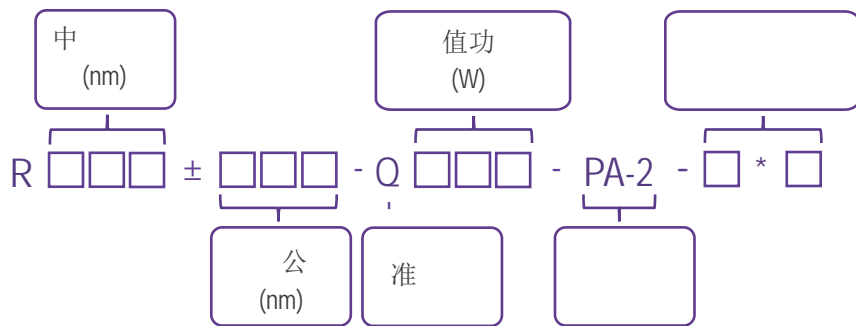 中
(nm)
值功
(W)
R □□□ ± □□□ - Q □□□ - PA-2 - □ * □
公
(nm)
准